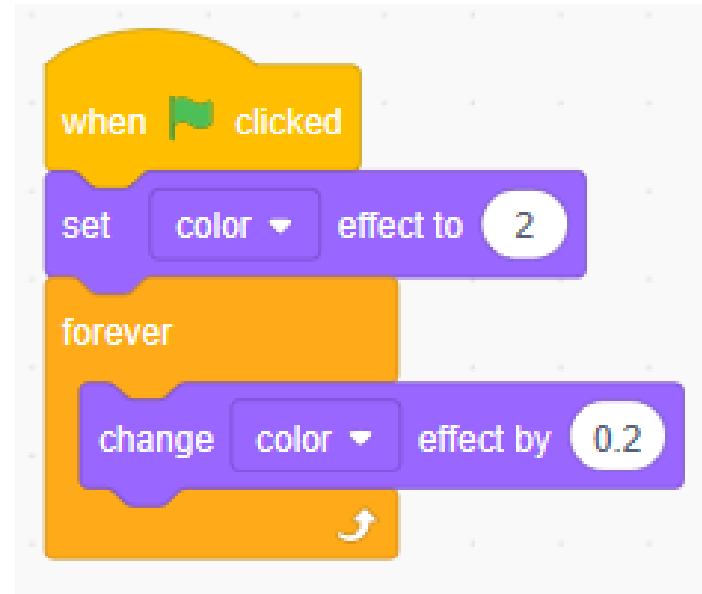 when clicked
set color effect to 2
forever
change color effect by 0.2